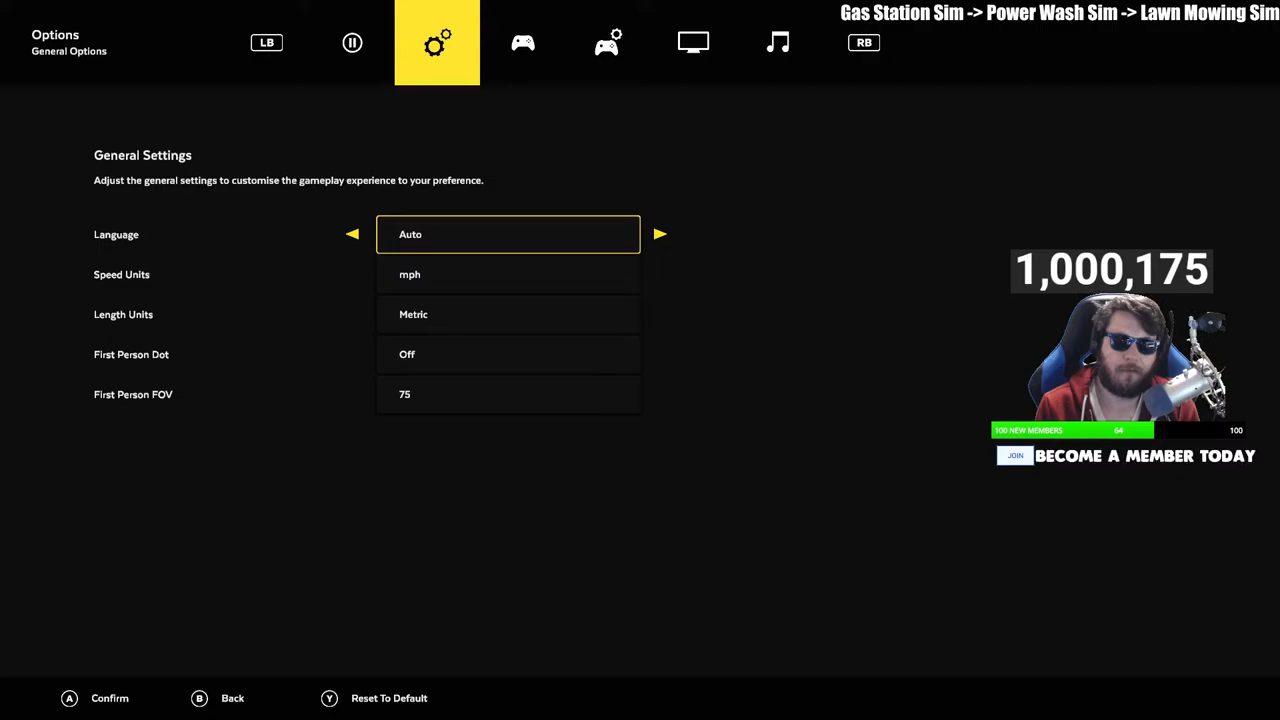 Gas Station Sim -> Power Wash Sim -> Lawn Mowing Sim
Options
General Options
LB
RB
General Settings
Adjust the general settings to customise the gameplay experience to your preference.
Language Auto
Speed Units mph
Length Units Metric
First Person Dot Off
First Person FOV 75
1,000,175
100 NEW MEMBERS 64 100
JOIN BECOME A MEMBER TODAY
A Confirm B Back Y Reset To Default